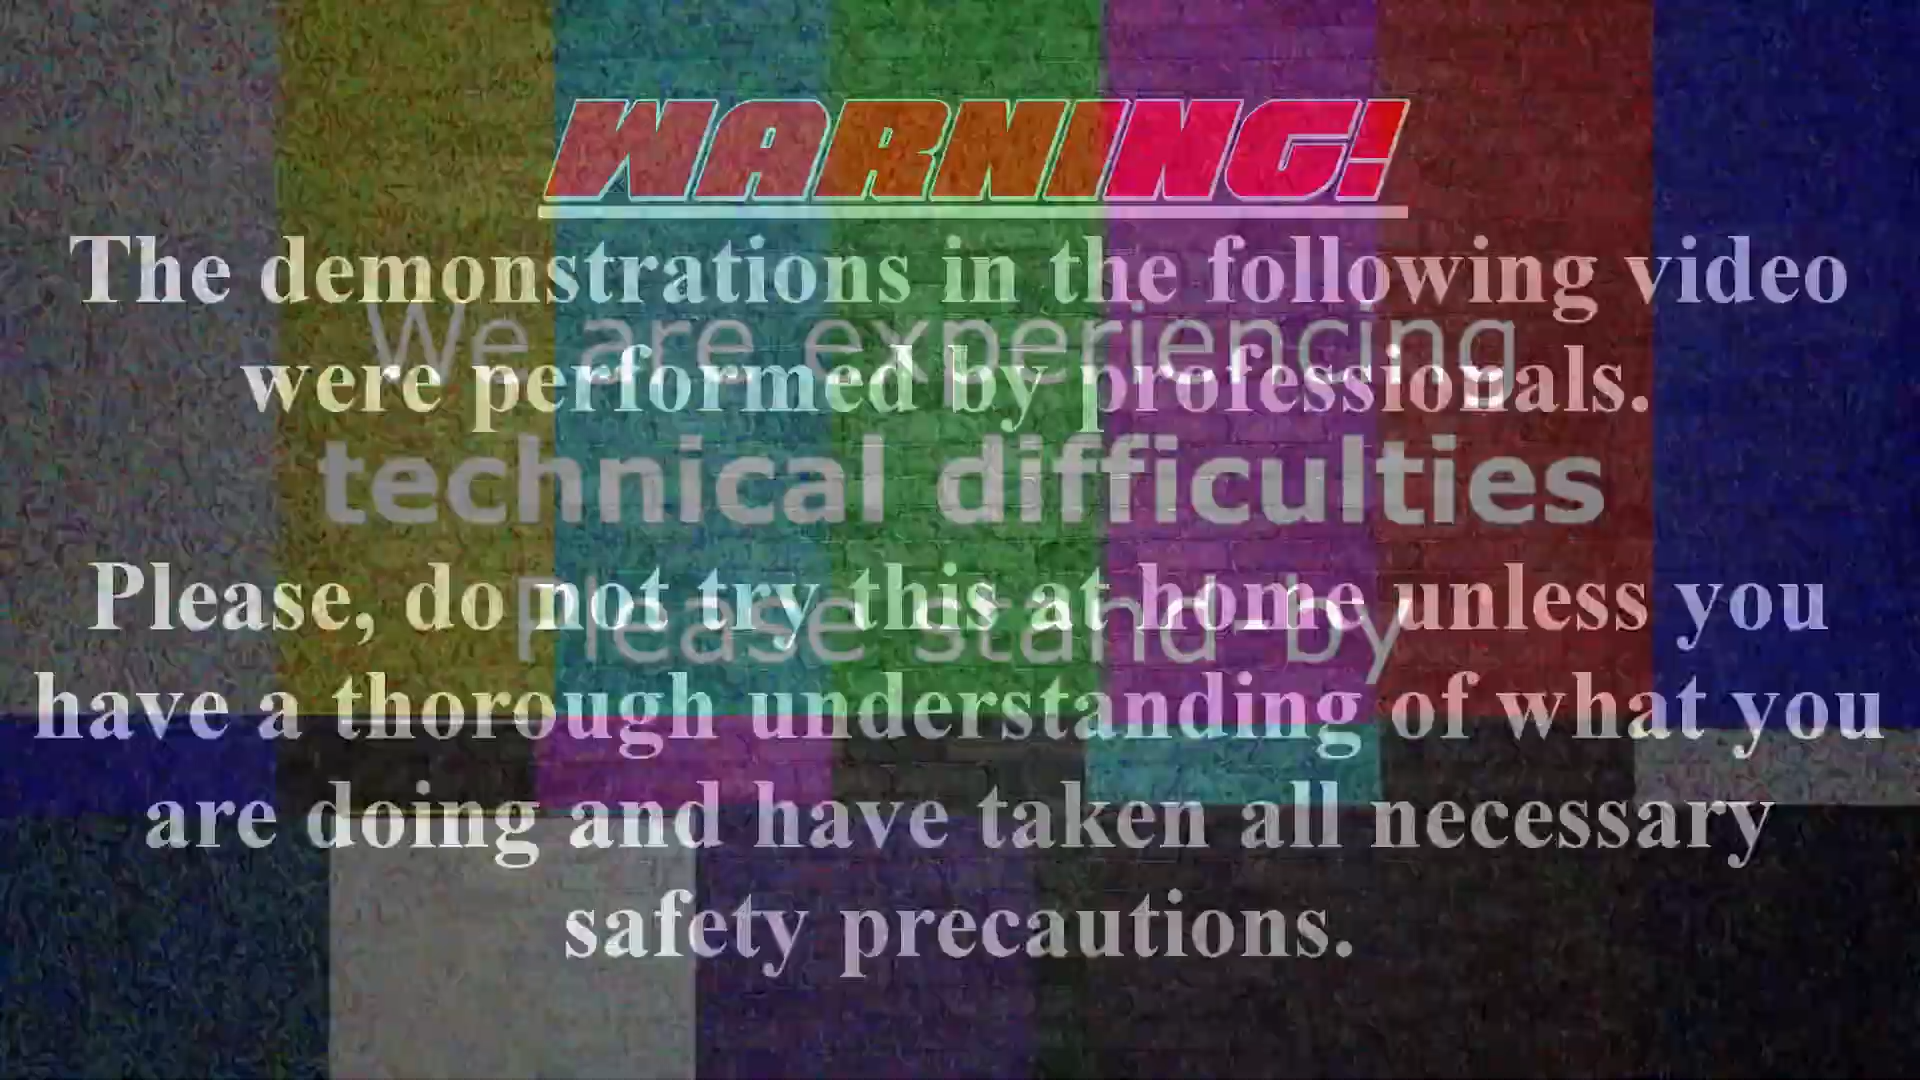 WARNING!
The demonstrations in the following video
We are experiencing
were performed by professionals.
technical difficulties
Please, do not try this at home unless you
Please stand-by
have a thorough understanding of what you
are doing and have taken all necessary
safety precautions.